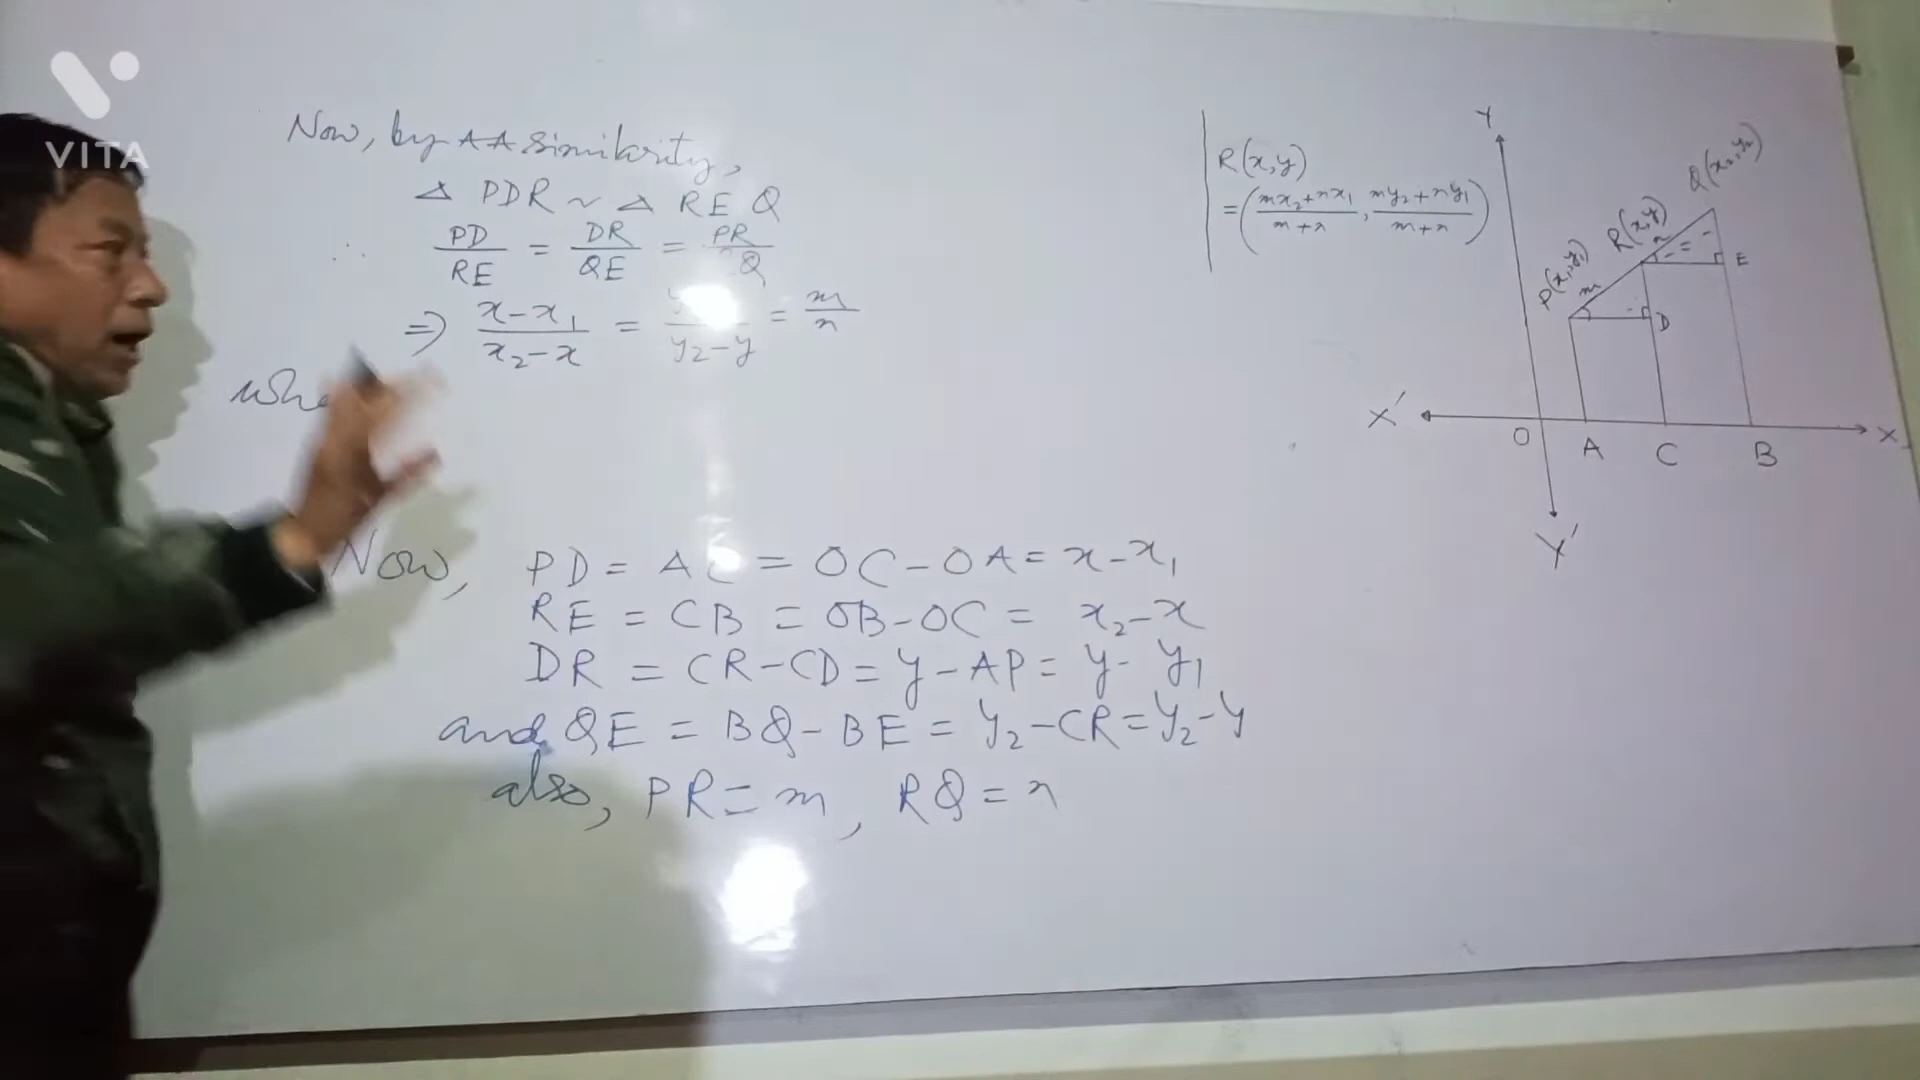 VITA
Now, by AA similarity,
△ PDR ~ △ REQ
∴ PD/RE = DR/QE = PR/ Q
⇒ (x-x₁)/(x₂-x) = /(y₂-y) = m/n
Now, PD = AC = OC-OA = x-x₁
RE = CB = OB-OC = x₂-x
DR = CR-CD = y-AP = y-y₁
and QE = BQ-BE = y₂-CR = y₂-y
also, PR = m, RQ = n
R(x,y)
= ((mx₂+nx₁)/(m+n), (my₂+ny₁)/(m+n))
Y
Q(x₂,y₂)
R(x,y)
n
E
P(x₁,y₁)
m
D
X' O A C B X
Y'